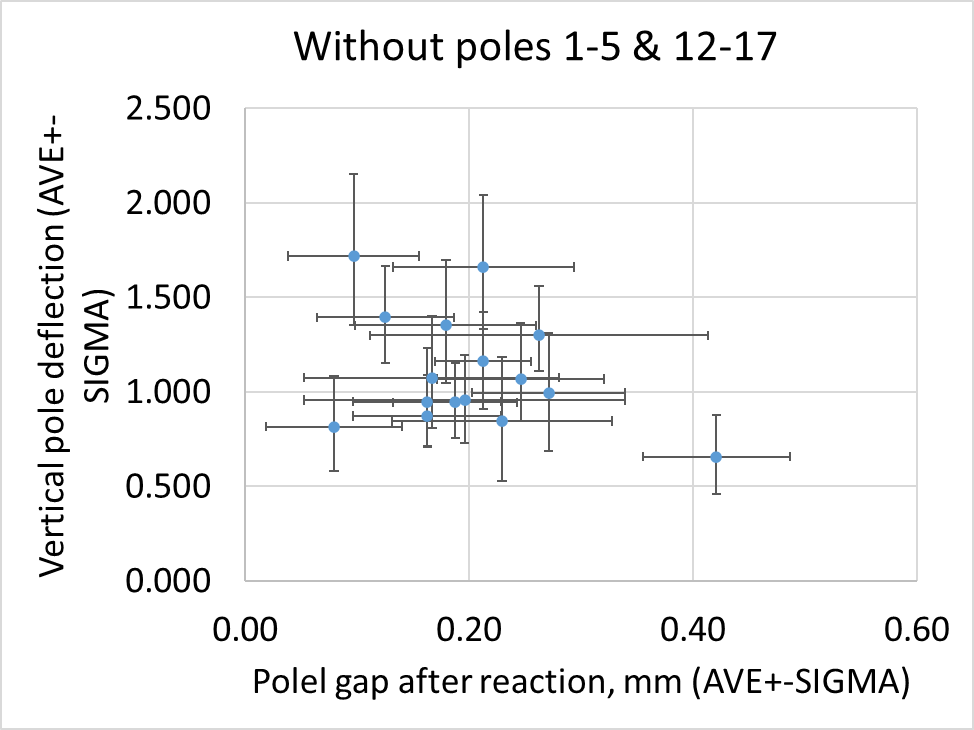 Without poles 1-5 & 12-17
Vertical pole deflection (AVE+-
SIGMA)
2.500
2.000
1.500
1.000
0.500
0.000
0.00 0.20 0.40 0.60
Polel gap after reaction, mm (AVE+-SIGMA)